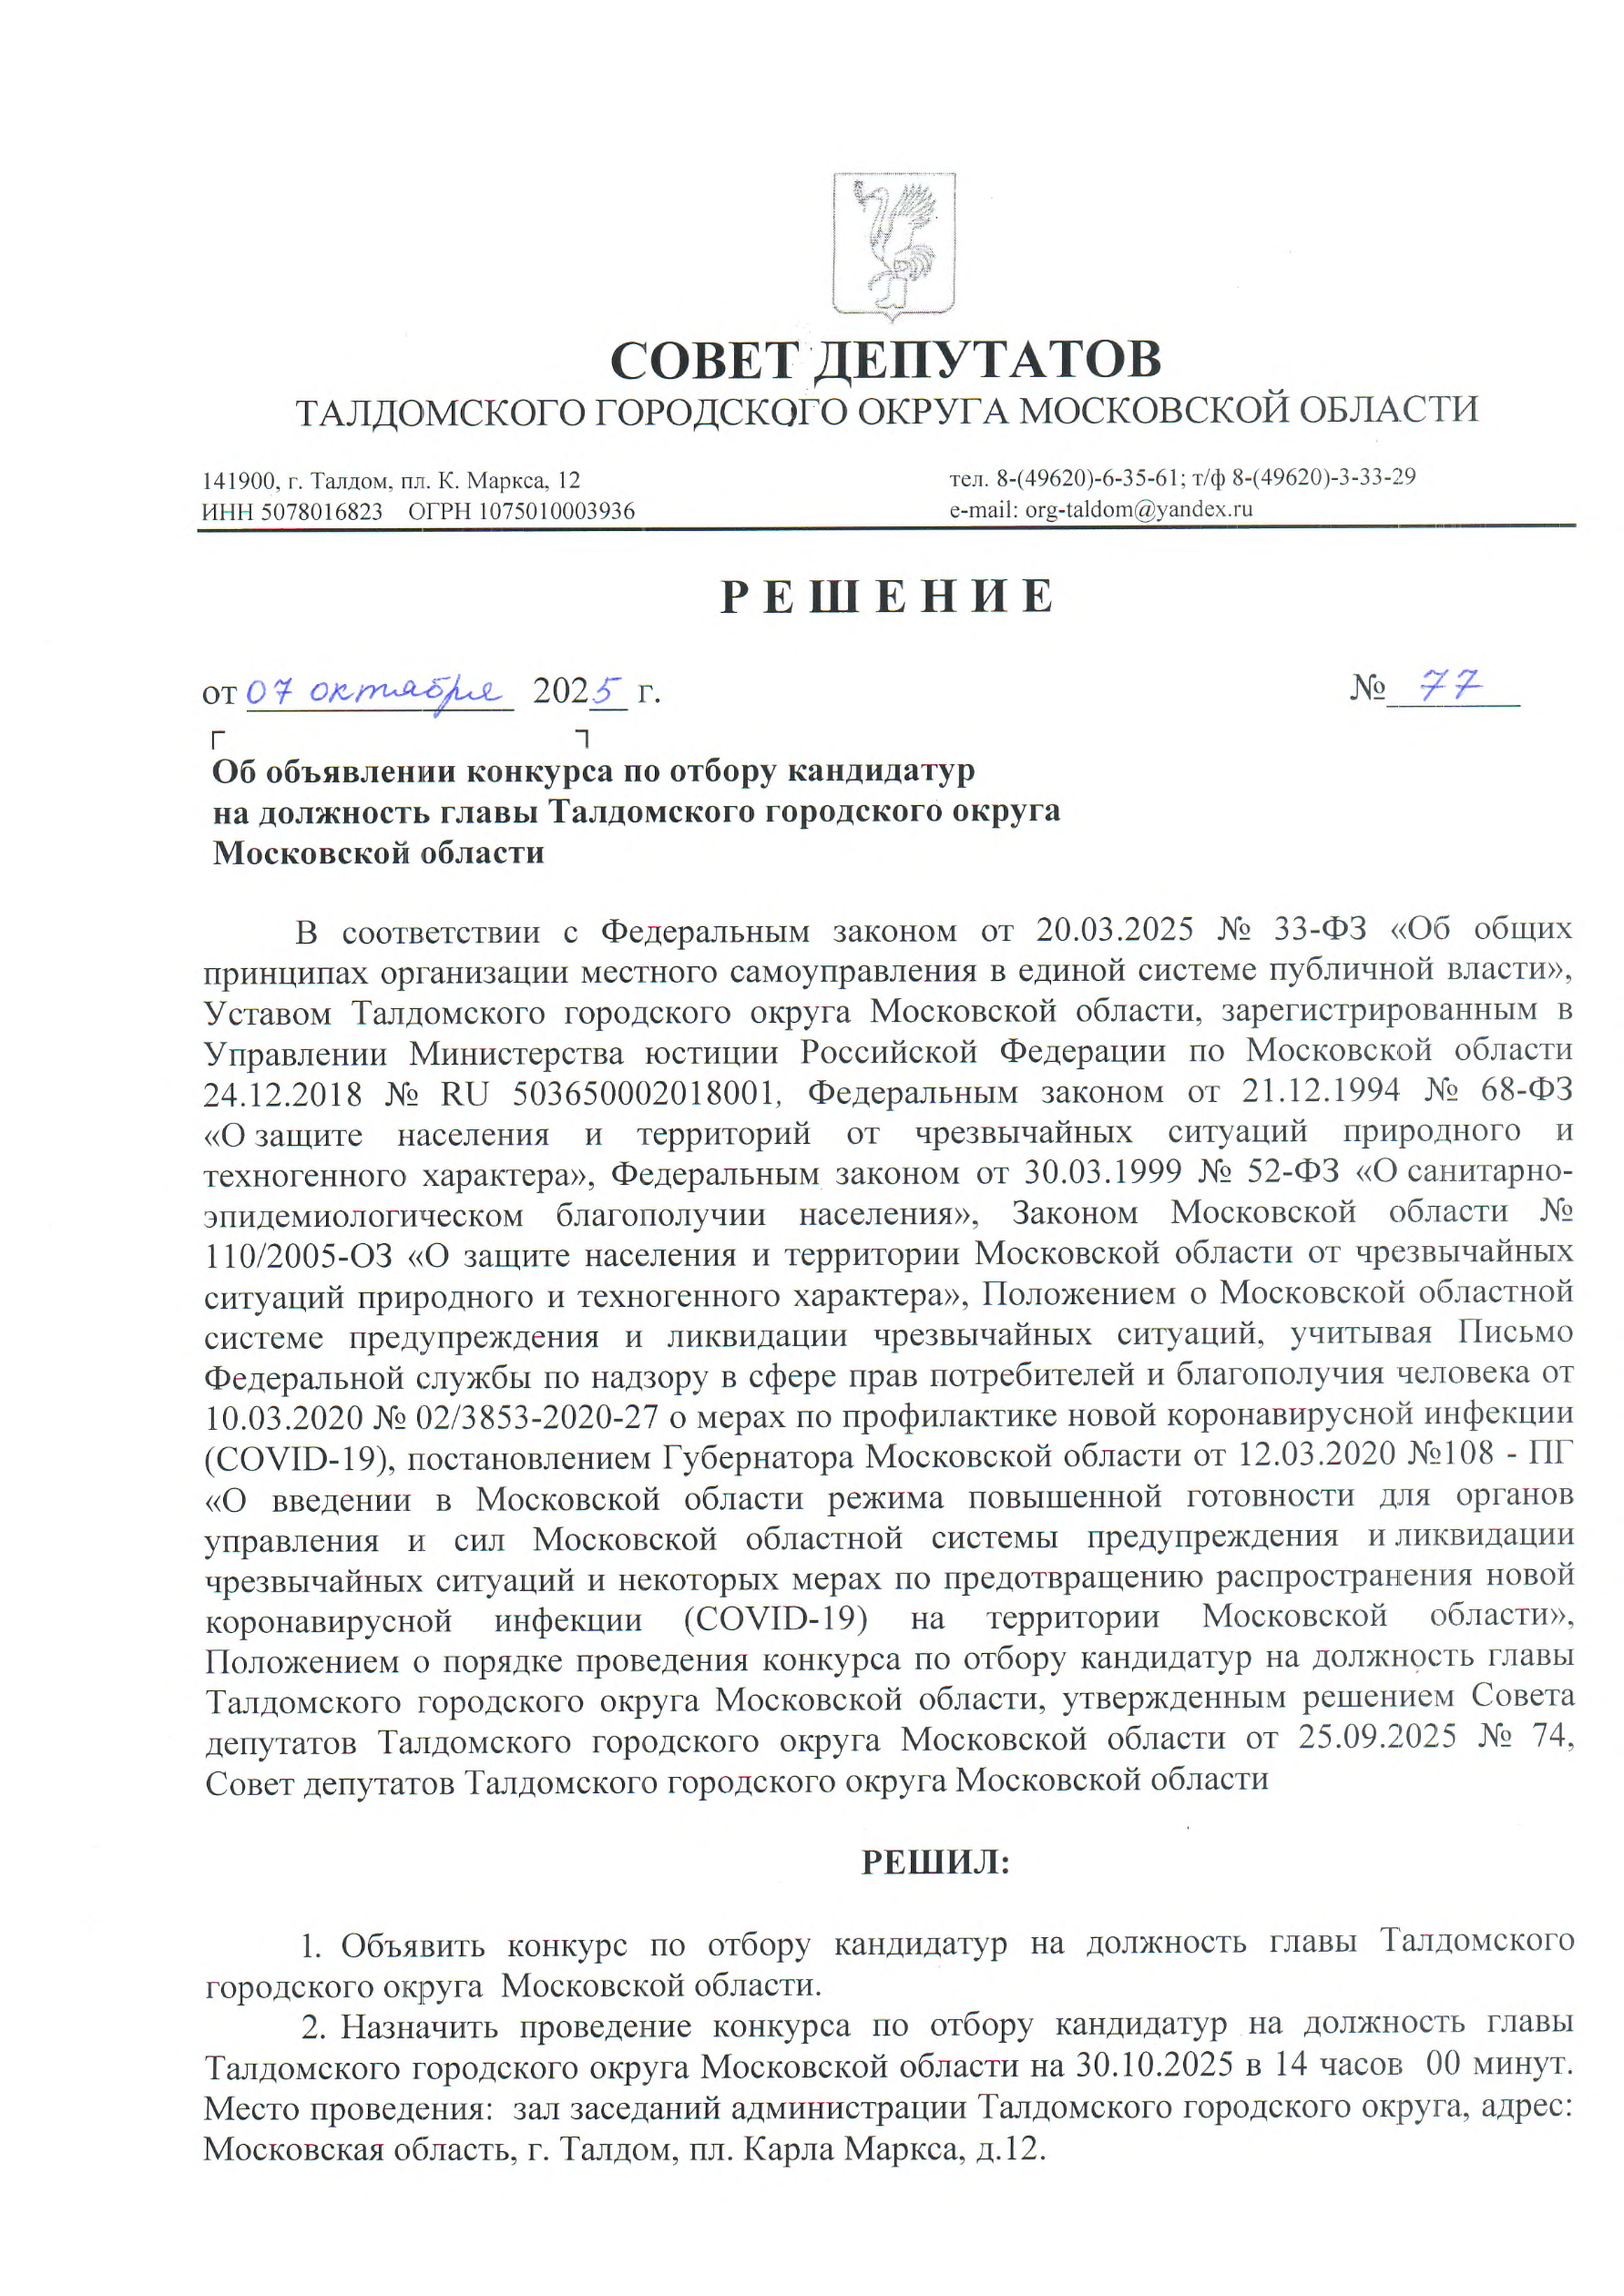 СОВЕТ ДЕПУТАТОВ
ТАЛДОМСКОГО ГОРОДСКОГО ОКРУГА МОСКОВСКОЙ ОБЛАСТИ
141900, г. Талдом, пл. К. Маркса, 12 тел. 8-(49620)-6-35-61; т/ф 8-(49620)-3-33-29
ИНН 5078016823 ОГРН 1075010003936 e-mail: org-taldom@yandex.ru
Р Е Ш Е Н И Е
от 07 октября 2025 г. № 77
Об объявлении конкурса по отбору кандидатур
на должность главы Талдомского городского округа
Московской области
В соответствии с Федеральным законом от 20.03.2025 № 33-ФЗ «Об общих
принципах организации местного самоуправления в единой системе публичной власти»,
Уставом Талдомского городского округа Московской области, зарегистрированным в
Управлении Министерства юстиции Российской Федерации по Московской области
24.12.2018 № RU 503650002018001, Федеральным законом от 21.12.1994 № 68-ФЗ
«О защите населения и территорий от чрезвычайных ситуаций природного и
техногенного характера», Федеральным законом от 30.03.1999 № 52-ФЗ «О санитарно-
эпидемиологическом благополучии населения», Законом Московской области №
110/2005-ОЗ «О защите населения и территории Московской области от чрезвычайных
ситуаций природного и техногенного характера», Положением о Московской областной
системе предупреждения и ликвидации чрезвычайных ситуаций, учитывая Письмо
Федеральной службы по надзору в сфере прав потребителей и благополучия человека от
10.03.2020 № 02/3853-2020-27 о мерах по профилактике новой коронавирусной инфекции
(COVID-19), постановлением Губернатора Московской области от 12.03.2020 №108 - ПГ
«О введении в Московской области режима повышенной готовности для органов
управления и сил Московской областной системы предупреждения и ликвидации
чрезвычайных ситуаций и некоторых мерах по предотвращению распространения новой
коронавирусной инфекции (COVID-19) на территории Московской области»,
Положением о порядке проведения конкурса по отбору кандидатур на должность главы
Талдомского городского округа Московской области, утвержденным решением Совета
депутатов Талдомского городского округа Московской области от 25.09.2025 № 74,
Совет депутатов Талдомского городского округа Московской области
РЕШИЛ:
1. Объявить конкурс по отбору кандидатур на должность главы Талдомского
городского округа Московской области.
2. Назначить проведение конкурса по отбору кандидатур на должность главы
Талдомского городского округа Московской области на 30.10.2025 в 14 часов 00 минут.
Место проведения: зал заседаний администрации Талдомского городского округа, адрес:
Московская область, г. Талдом, пл. Карла Маркса, д.12.